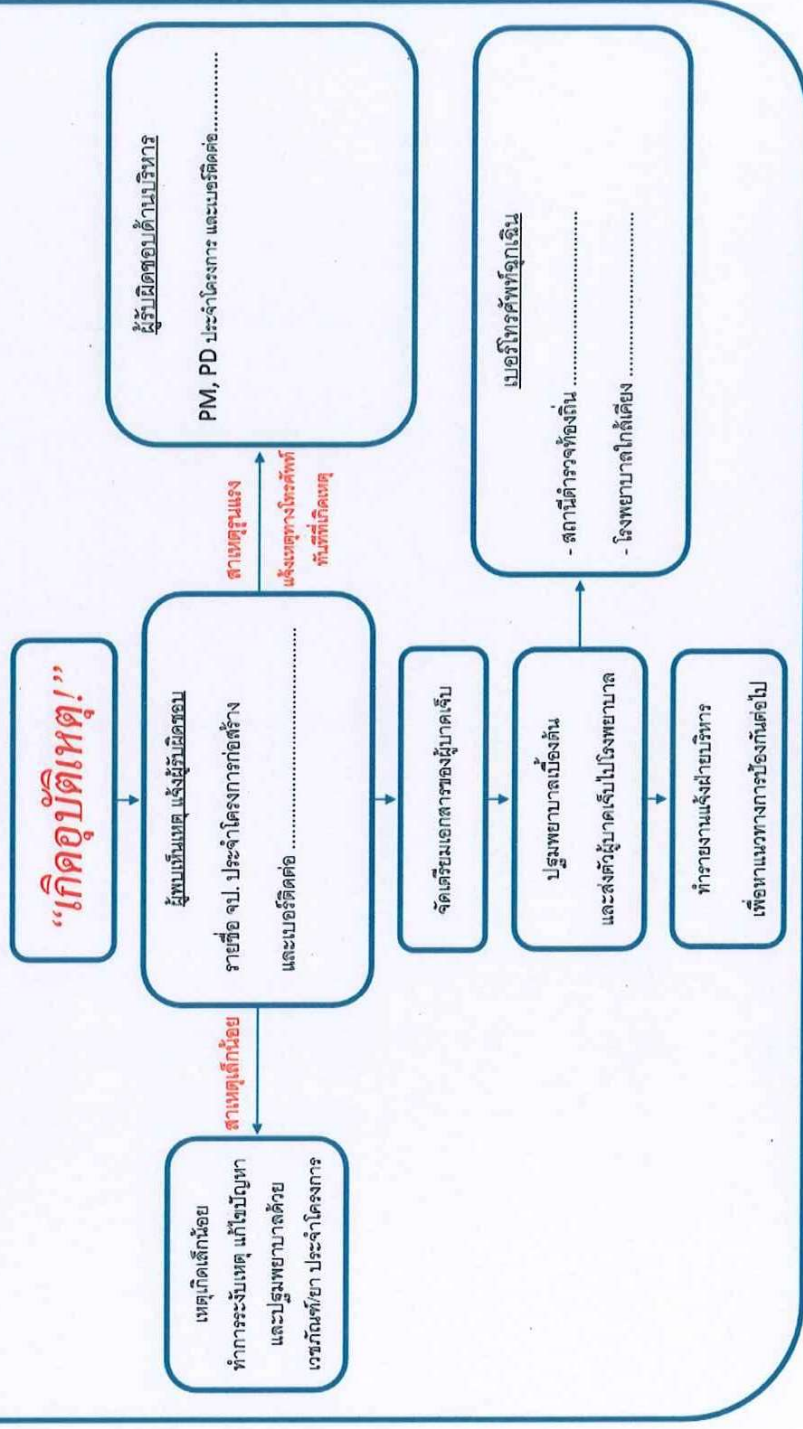 “เกิดอุบัติเหตุ!”
ผู้พบเห็นเหตุ แจ้งผู้รับผิดชอบ
รายชื่อ จป. ประจำโครงการก่อสร้าง
และเบอร์ติดต่อ ................................................
สาเหตุเล็กน้อย
เหตุเกิดเล็กน้อย
ทำการระงับเหตุ แก้ไขปัญหา
และปฐมพยาบาลด้วย
เวชภัณฑ์/ยา ประจำโครงการ
สาเหตุรุนแรง
แจ้งเหตุทางโทรศัพท์
ทันทีที่เกิดเหตุ
ผู้รับผิดชอบด้านบริหาร
PM, PD ประจำโครงการ และเบอร์ติดต่อ................
จัดเตรียมเอกสารของผู้บาดเจ็บ
ปฐมพยาบาลเบื้องต้น
และส่งตัวผู้บาดเจ็บไปโรงพยาบาล
เบอร์โทรศัพท์ฉุกเฉิน
- สถานีตำรวจท้องถิ่น ................................
- โรงพยาบาลใกล้เคียง ................................
ทำรายงานแจ้งฝ่ายบริหาร
เพื่อหาแนวทางการป้องกันต่อไป